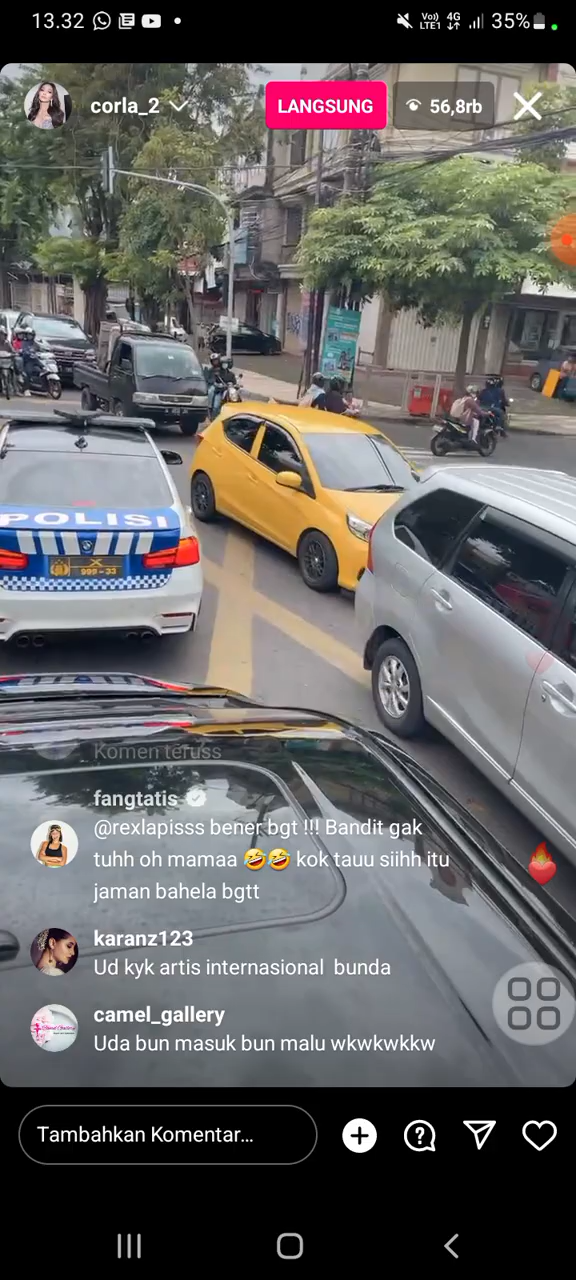 13.32
Vo))
LTE1
4G
35%
corla_2
LANGSUNG
56,8rb
POLISI
999-33
Komen teruss
fangtatis
@rexlapisss bener bgt !!! Bandit gak
tuhh oh mamaa 🤣🤣 kok tauu siihh itu
jaman bahela bgtt
karanz123
Ud kyk artis internasional bunda
camel_gallery
Uda bun masuk bun malu wkwkwkkw
Tambahkan Komentar...